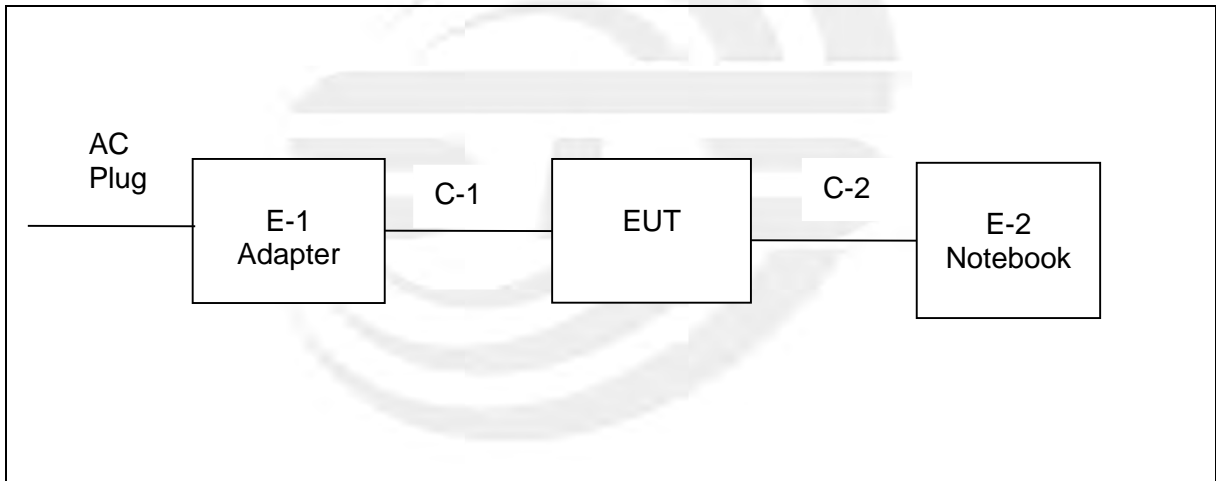 AC
Plug
E-1
Adapter
C-1
EUT
C-2
E-2
Notebook